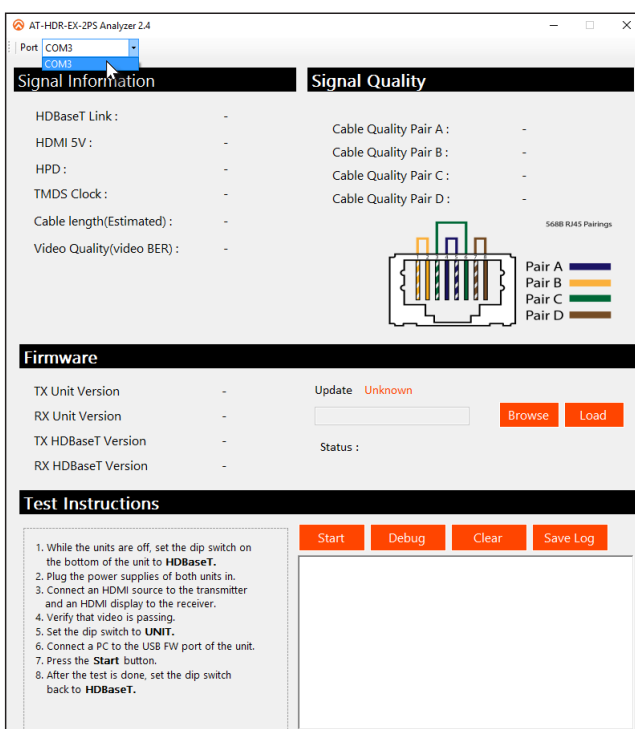 AT-HDR-EX-2PS Analyzer 2.4
Port COM3
COM3
Signal Information
HDBaseT Link : -
HDMI 5V : -
HPD : -
TMDS Clock : -
Cable length(Estimated) : -
Video Quality(video BER) : -
Signal Quality
Cable Quality Pair A : -
Cable Quality Pair B : -
Cable Quality Pair C : -
Cable Quality Pair D : -
568B RJ45 Pairings
Pair A
Pair B
Pair C
Pair D
Firmware
TX Unit Version -
RX Unit Version -
TX HDBaseT Version -
RX HDBaseT Version -
Update Unknown
Browse Load
Status :
Test Instructions
1. While the units are off, set the dip switch on
the bottom of the unit to HDBaseT.
2. Plug the power supplies of both units in.
3. Connect an HDMI source to the transmitter
and an HDMI display to the receiver.
4. Verify that video is passing.
5. Set the dip switch to UNIT.
6. Connect a PC to the USB FW port of the unit.
7. Press the Start button.
8. After the test is done, set the dip switch
back to HDBaseT.
Start Debug Clear Save Log